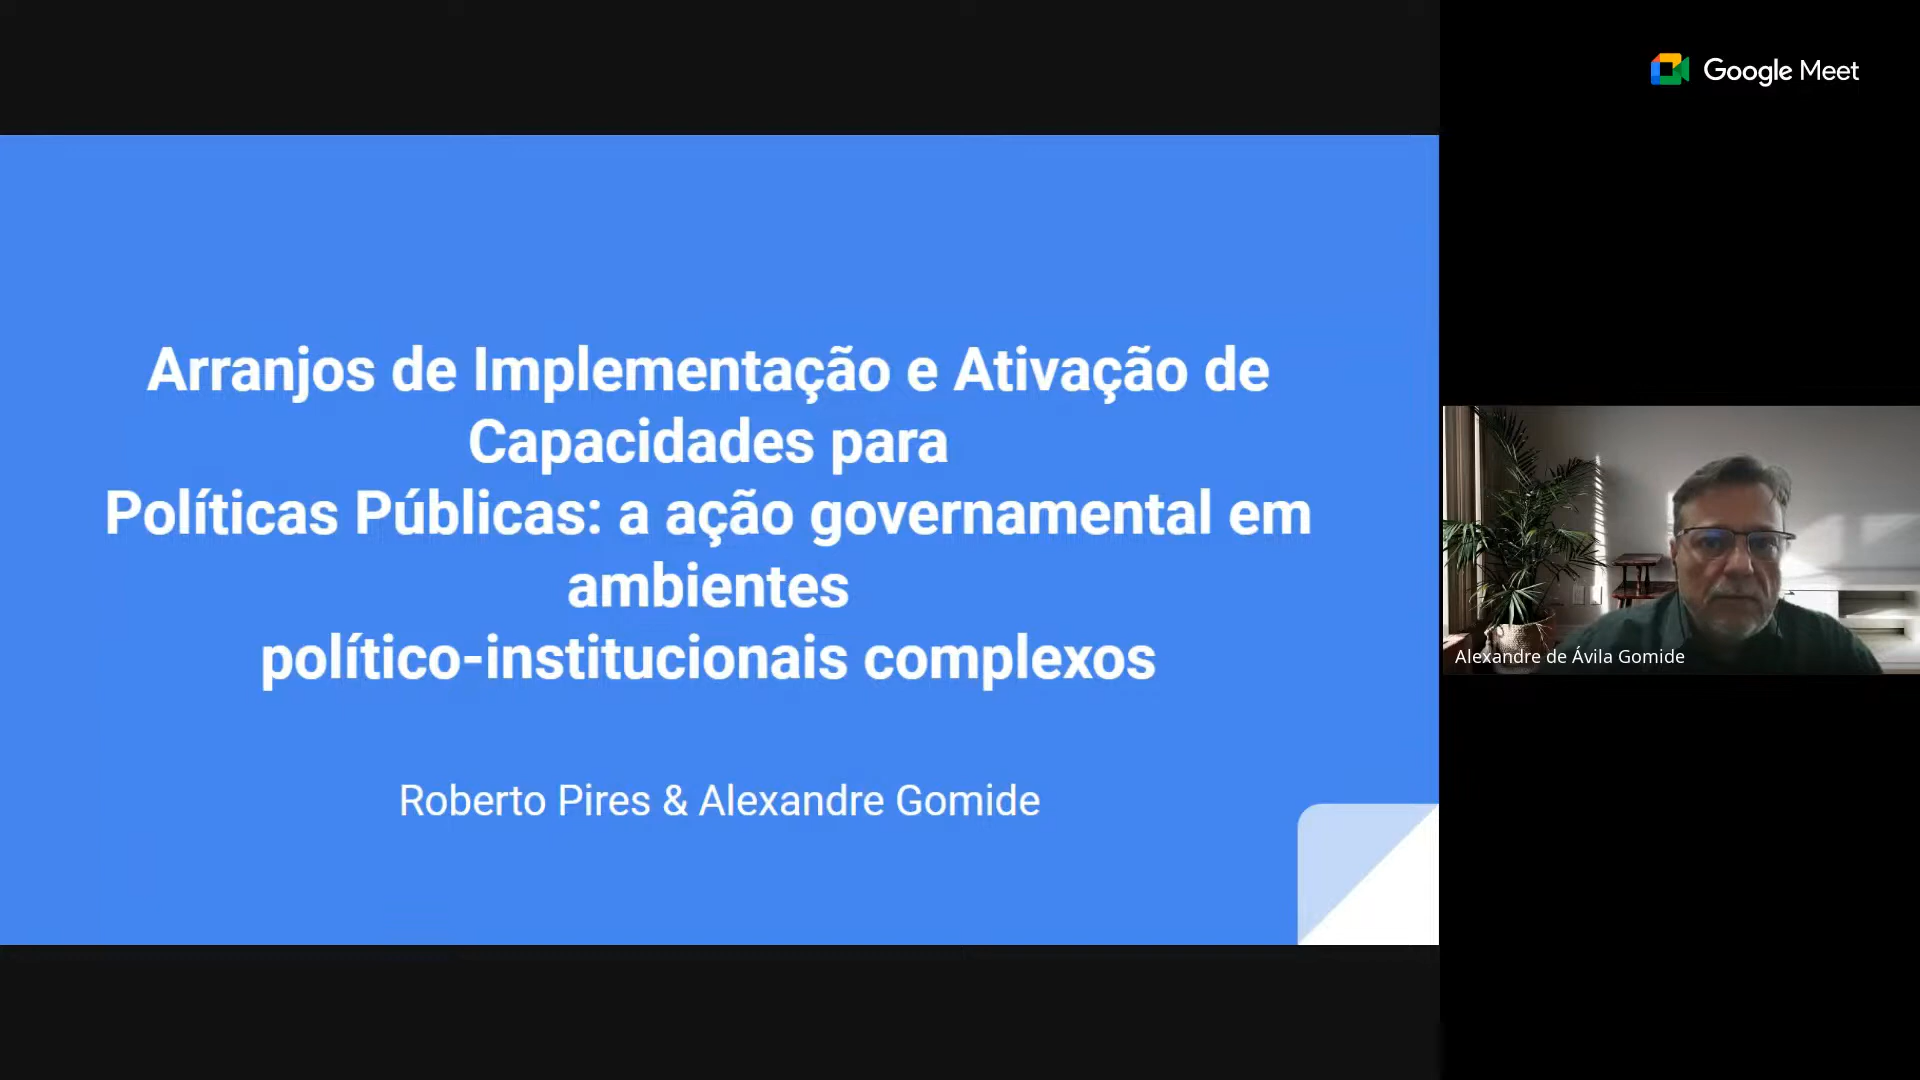 Google Meet
Arranjos de Implementação e Ativação de
Capacidades para
Políticas Públicas: a ação governamental em
ambientes
político-institucionais complexos
Roberto Pires & Alexandre Gomide
Alexandre de Ávila Gomide